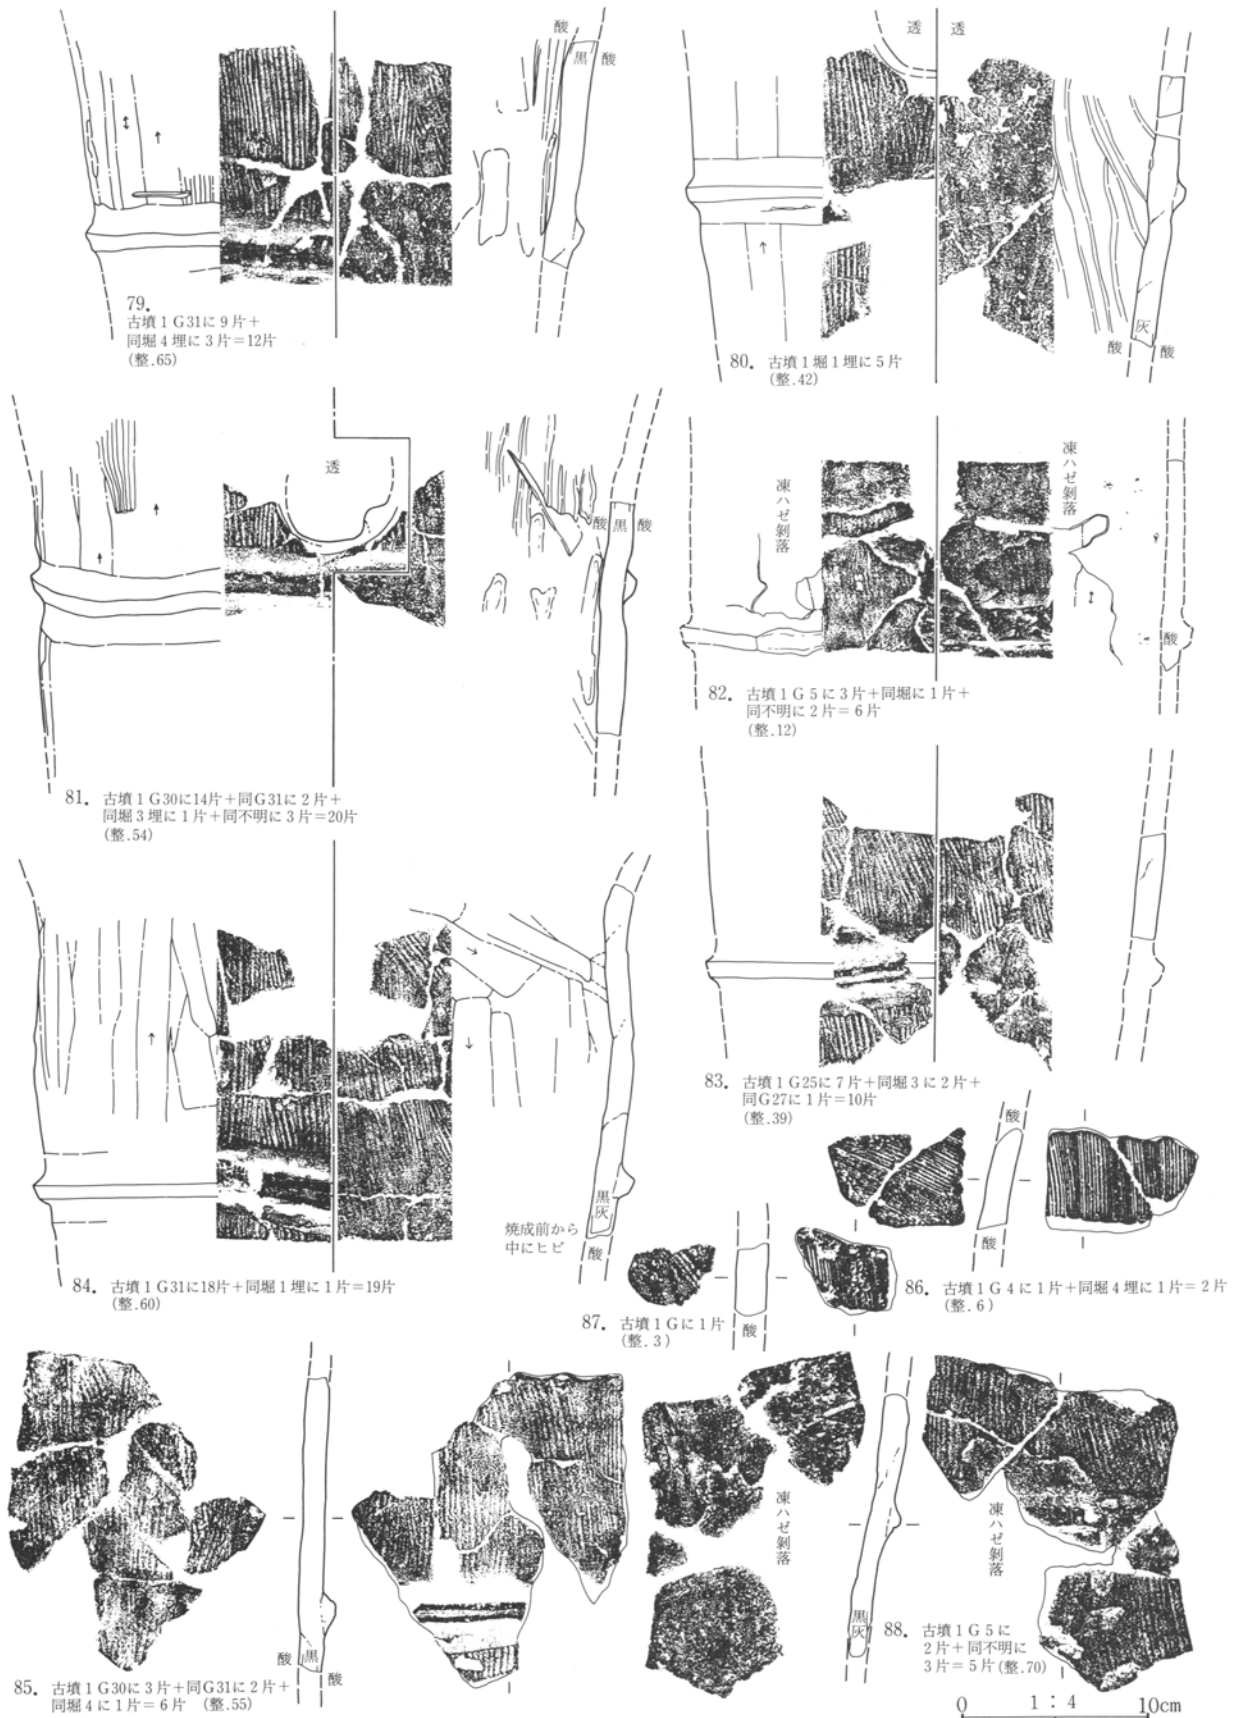 酸
黒
酸
79.
古墳1G31に9片+
同堀4埋に3片=12片
(整.65)
透
透
灰
酸
酸
80. 古墳1堀1埋に5片
(整.42)
透
酸
黒
酸
81. 古墳1G30に14片+同G31に2片+
同堀3埋に1片+同不明に3片=20片
(整.54)
凍ハゼ剝落
凍ハゼ剝落
酸
82. 古墳1G5に3片+同堀に1片+
同不明に2片=6片
(整.12)
83. 古墳1G25に7片+同堀3に2片+
同G27に1片=10片
(整.39)
黒灰
酸
焼成前から
中にヒビ
84. 古墳1G31に18片+同堀1埋に1片=19片
(整.60)
酸
酸
86. 古墳1G4に1片+同堀4埋に1片=2片
(整.6)
87. 古墳1Gに1片
(整.3)
酸
酸
黒
酸
85. 古墳1G30に3片+同G31に2片+
同堀4に1片=6片 (整.55)
凍ハゼ剝落
黒灰
凍ハゼ剝落
88. 古墳1G5に
2片+同不明に
3片=5片(整.70)
0 1:4 10cm